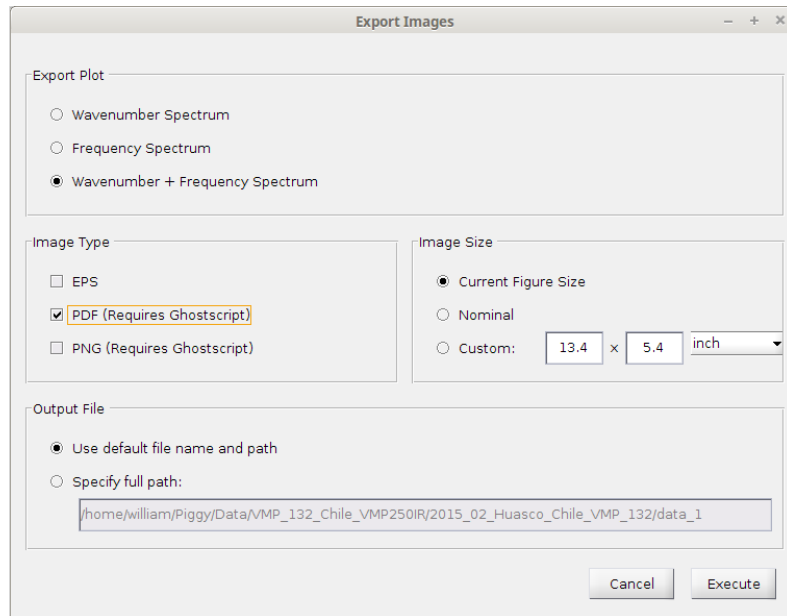 Export Images
Export Plot
Wavenumber Spectrum
Frequency Spectrum
Wavenumber + Frequency Spectrum
Image Type
EPS
PDF (Requires Ghostscript)
PNG (Requires Ghostscript)
Image Size
Current Figure Size
Nominal
Custom: 13.4 × 5.4 inch
Output File
Use default file name and path
Specify full path:
/home/william/Piggy/Data/VMP_132_Chile_VMP250IR/2015_02_Huasco_Chile_VMP_132/data_1
Cancel Execute